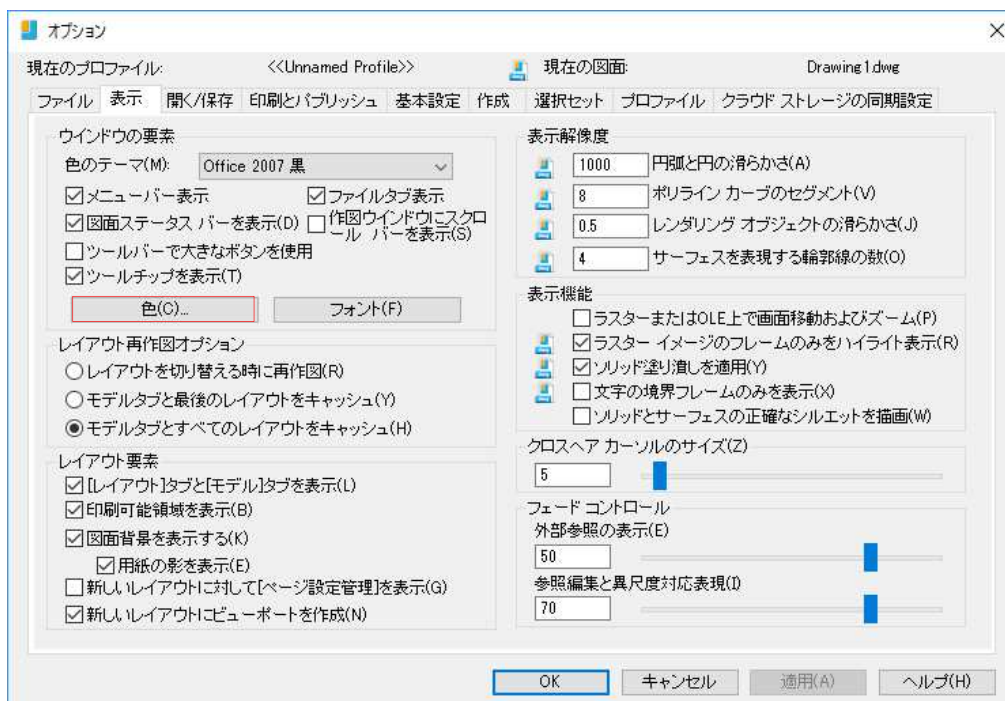 オプション
現在のプロファイル: <<Unnamed Profile>> 現在の図面: Drawing1.dwg
ファイル 表示 開く/保存 印刷とパブリッシュ 基本設定 作成 選択セット プロファイル クラウド ストレージの同期設定
ウインドウの要素
色のテーマ(M): Office 2007 黒
メニューバー表示 ファイルタブ表示
図面ステータス バーを表示(D) 作図ウインドウにスクロ
ール バーを表示(S)
ツールバーで大きなボタンを使用
ツールチップを表示(T)
色(C)... フォント(F)
レイアウト再作図オプション
レイアウトを切り替える時に再作図(R)
モデルタブと最後のレイアウトをキャッシュ(Y)
モデルタブとすべてのレイアウトをキャッシュ(H)
レイアウト要素
[レイアウト]タブと[モデル]タブを表示(L)
印刷可能領域を表示(B)
図面背景を表示する(K)
用紙の影を表示(E)
新しいレイアウトに対して[ページ設定管理]を表示(G)
新しいレイアウトにビューポートを作成(N)
表示解像度
1000 円弧と円の滑らかさ(A)
8 ポリライン カーブのセグメント(V)
0.5 レンダリング オブジェクトの滑らかさ(J)
4 サーフェスを表現する輪郭線の数(O)
表示機能
ラスターまたはOLE上で画面移動およびズーム(P)
ラスター イメージのフレームのみをハイライト表示(R)
ソリッド塗り潰しを適用(Y)
文字の境界フレームのみを表示(X)
ソリッドとサーフェスの正確なシルエットを描画(W)
クロスヘア カーソルのサイズ(Z)
5
フェード コントロール
外部参照の表示(E)
50
参照編集と異尺度対応表現(I)
70
OK キャンセル 適用(A) ヘルプ(H)